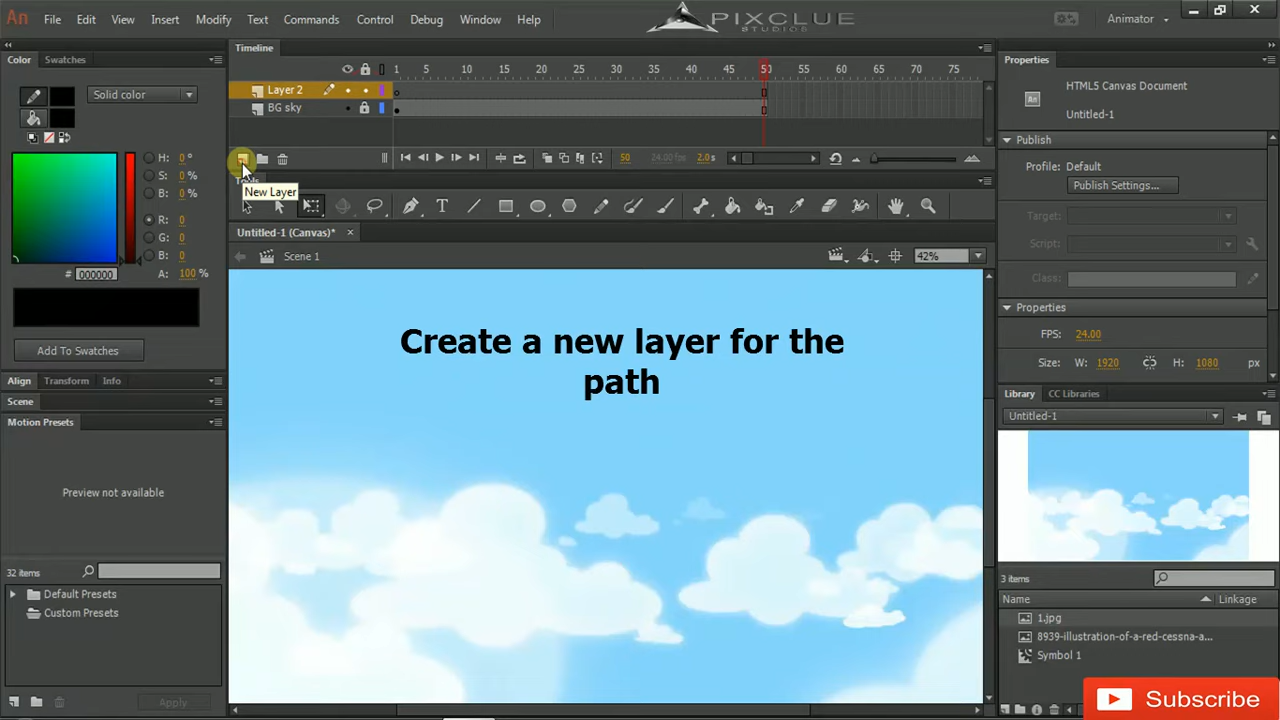 An File Edit View Insert Modify Text Commands Control Debug Window Help PIXCLUE STUDIOS Animator
Color Swatches
Solid color
H: 0 °
S: 0 %
B: 0 %
R: 0
G: 0
B: 0
# 000000 A: 100 %
Add To Swatches
Align Transform Info
Scene
Motion Presets
Preview not available
32 items
Default Presets
Custom Presets
Apply
Timeline
1 5 10 15 20 25 30 35 40 45 50 55 60 65 70 75
Layer 2
BG sky
50 24.00 fps 2.0s
Tools
New Layer
Untitled-1 (Canvas)*
Scene 1 42%
Create a new layer for the
path
Properties
HTML5 Canvas Document
An Untitled-1
Publish
Profile: Default
Publish Settings...
Target:
Script:
Class:
Properties
FPS: 24.00
Size: W: 1920 H: 1080 px
Library CC Libraries
Untitled-1
3 items
Name Linkage
1.jpg
8939-illustration-of-a-red-cessna-a...
Symbol 1
Subscribe